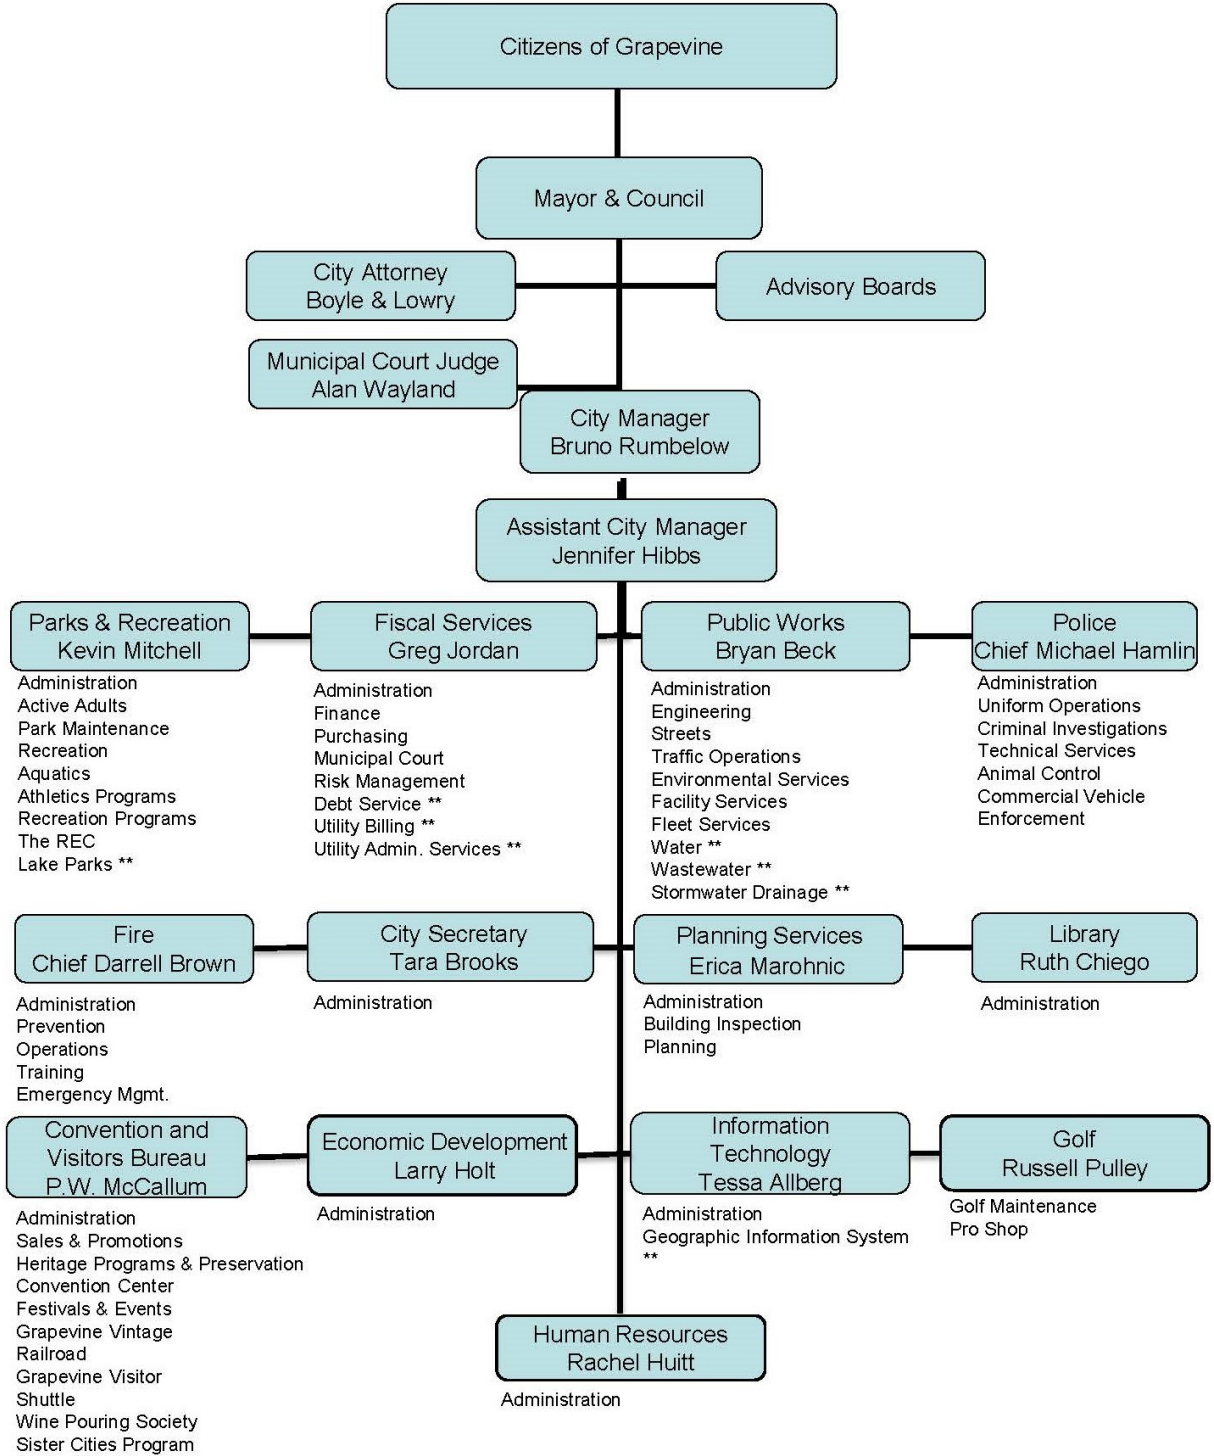 Citizens of Grapevine
Mayor & Council
City Attorney
Boyle & Lowry
Advisory Boards
Municipal Court Judge
Alan Wayland
City Manager
Bruno Rumbelow
Assistant City Manager
Jennifer Hibbs
Parks & Recreation
Kevin Mitchell
Administration
Active Adults
Park Maintenance
Recreation
Aquatics
Athletics Programs
Recreation Programs
The REC
Lake Parks **
Fiscal Services
Greg Jordan
Administration
Finance
Purchasing
Municipal Court
Risk Management
Debt Service **
Utility Billing **
Utility Admin. Services **
Public Works
Bryan Beck
Administration
Engineering
Streets
Traffic Operations
Environmental Services
Facility Services
Fleet Services
Water **
Wastewater **
Stormwater Drainage **
Police
Chief Michael Hamlin
Administration
Uniform Operations
Criminal Investigations
Technical Services
Animal Control
Commercial Vehicle
Enforcement
Fire
Chief Darrell Brown
Administration
Prevention
Operations
Training
Emergency Mgmt.
City Secretary
Tara Brooks
Administration
Planning Services
Erica Marohnic
Administration
Building Inspection
Planning
Library
Ruth Chiego
Administration
Convention and
Visitors Bureau
P.W. McCallum
Administration
Sales & Promotions
Heritage Programs & Preservation
Convention Center
Festivals & Events
Grapevine Vintage
Railroad
Grapevine Visitor
Shuttle
Wine Pouring Society
Sister Cities Program
Economic Development
Larry Holt
Administration
Information
Technology
Tessa Allberg
Administration
Geographic Information System
**
Golf
Russell Pulley
Golf Maintenance
Pro Shop
Human Resources
Rachel Huitt
Administration